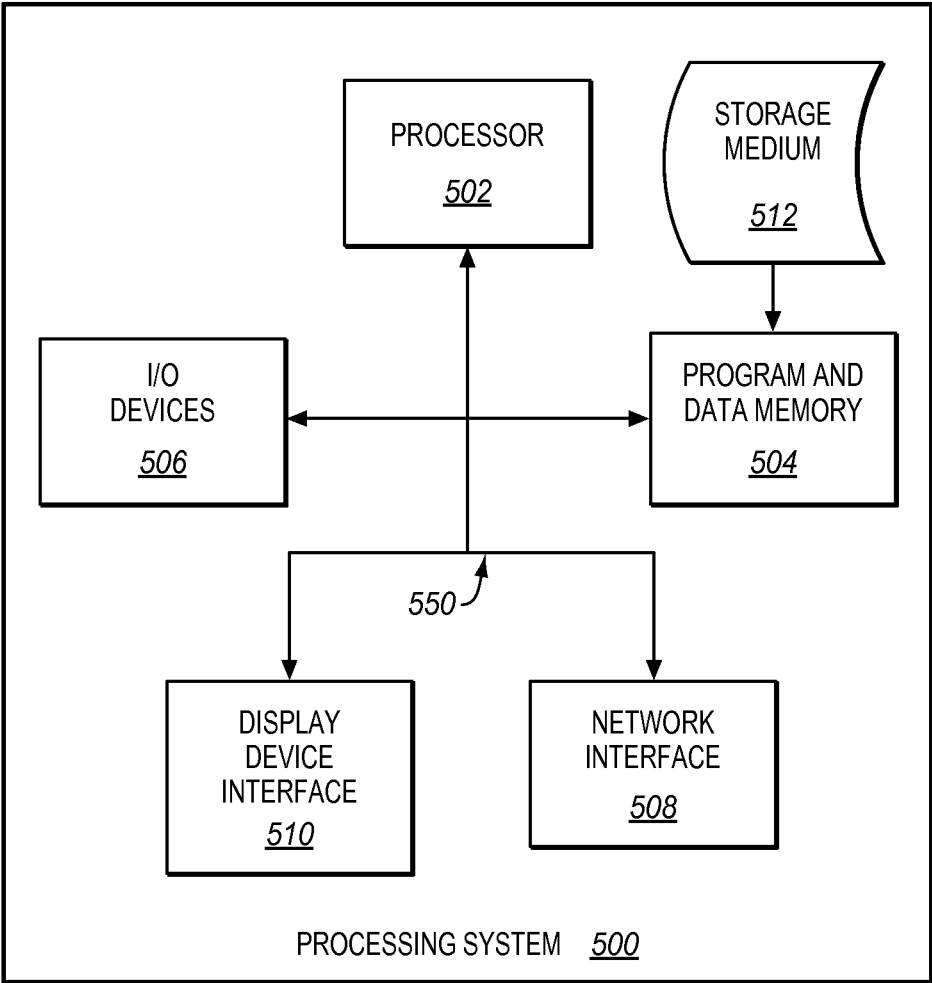 PROCESSOR
502
STORAGE
MEDIUM
512
I/O
DEVICES
506
PROGRAM AND
DATA MEMORY
504
550
DISPLAY
DEVICE
INTERFACE
510
NETWORK
INTERFACE
508
PROCESSING SYSTEM 500